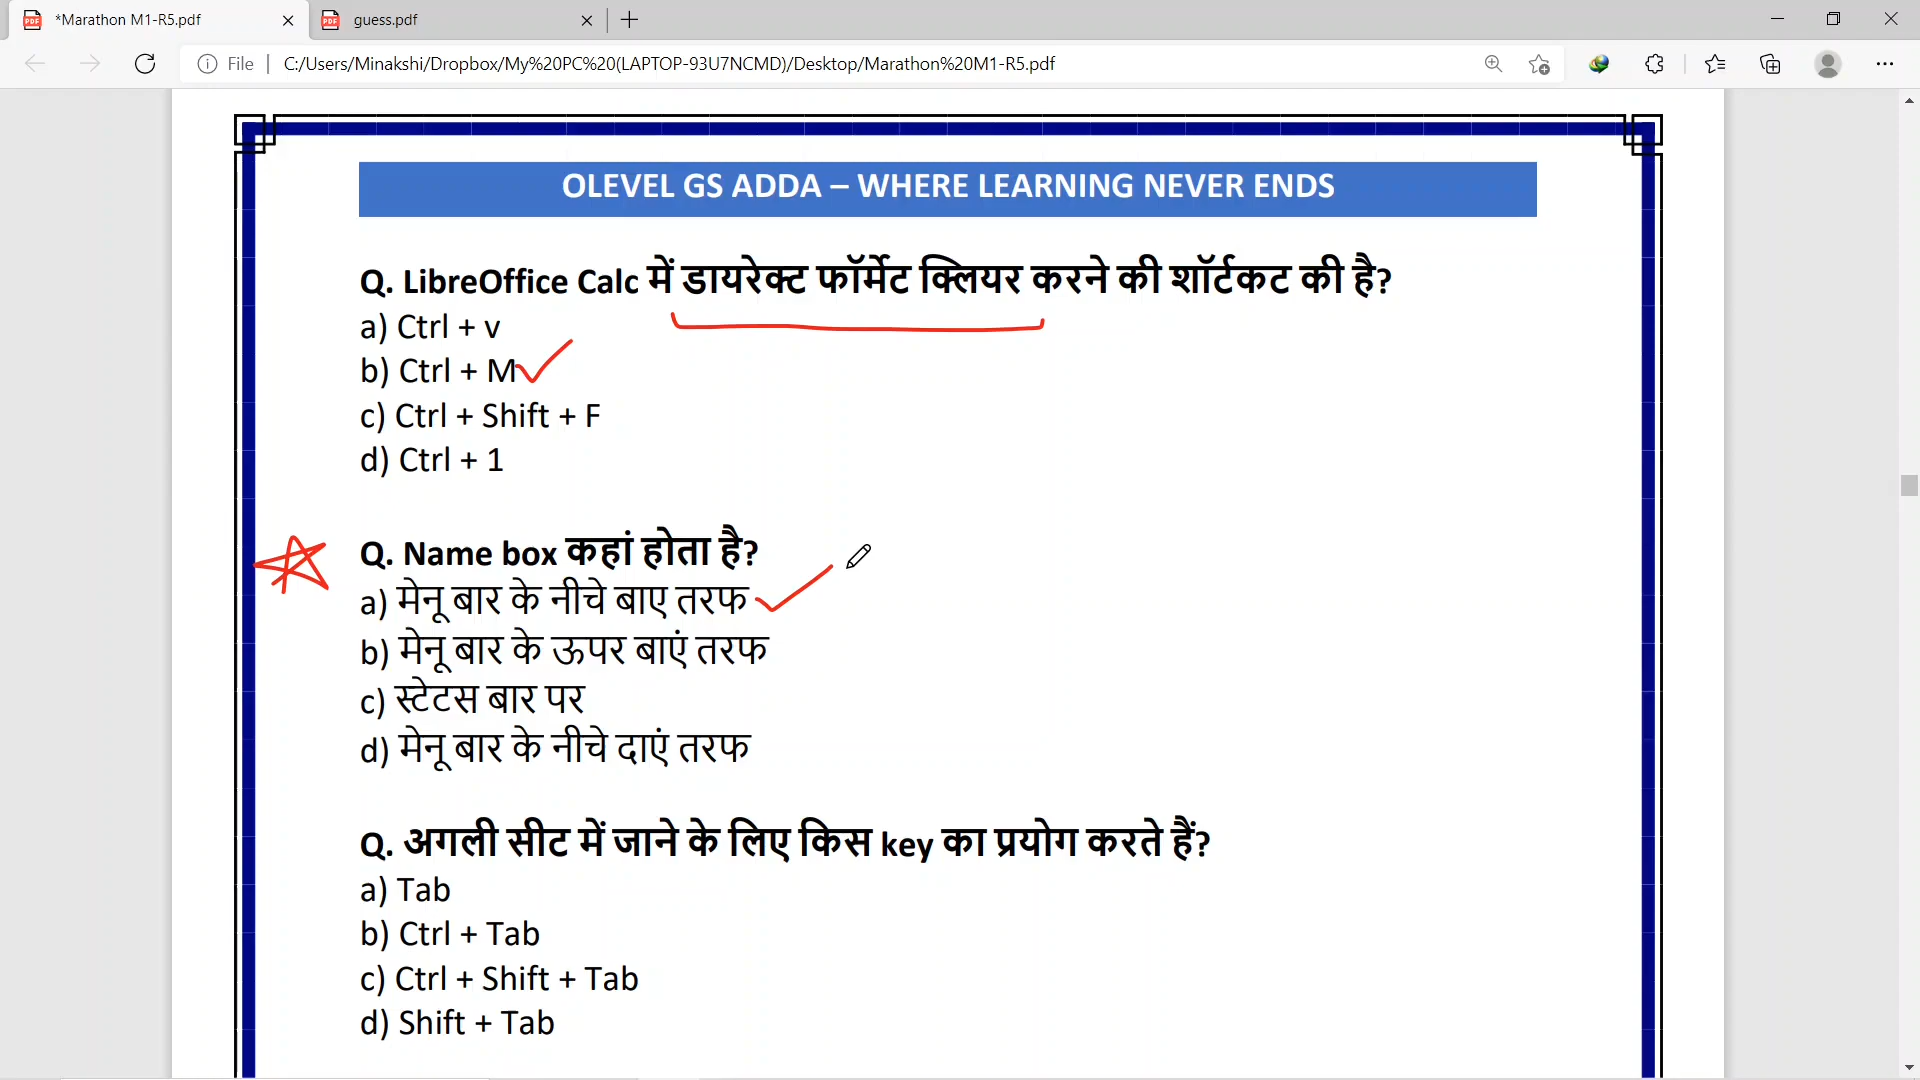 *Marathon M1-R5.pdf
guess.pdf
File
C:/Users/Minakshi/Dropbox/My%20PC%20(LAPTOP-93U7NCMD)/Desktop/Marathon%20M1-R5.pdf
OLEVEL GS ADDA – WHERE LEARNING NEVER ENDS
Q. LibreOffice Calc में डायरेक्ट फॉर्मेट क्लियर करने की शॉर्टकट की है?
a) Ctrl + v
b) Ctrl + M
c) Ctrl + Shift + F
d) Ctrl + 1
Q. Name box कहां होता है?
a) मेनू बार के नीचे बाए तरफ
b) मेनू बार के ऊपर बाएं तरफ
c) स्टेटस बार पर
d) मेनू बार के नीचे दाएं तरफ
Q. अगली सीट में जाने के लिए किस key का प्रयोग करते हैं?
a) Tab
b) Ctrl + Tab
c) Ctrl + Shift + Tab
d) Shift + Tab